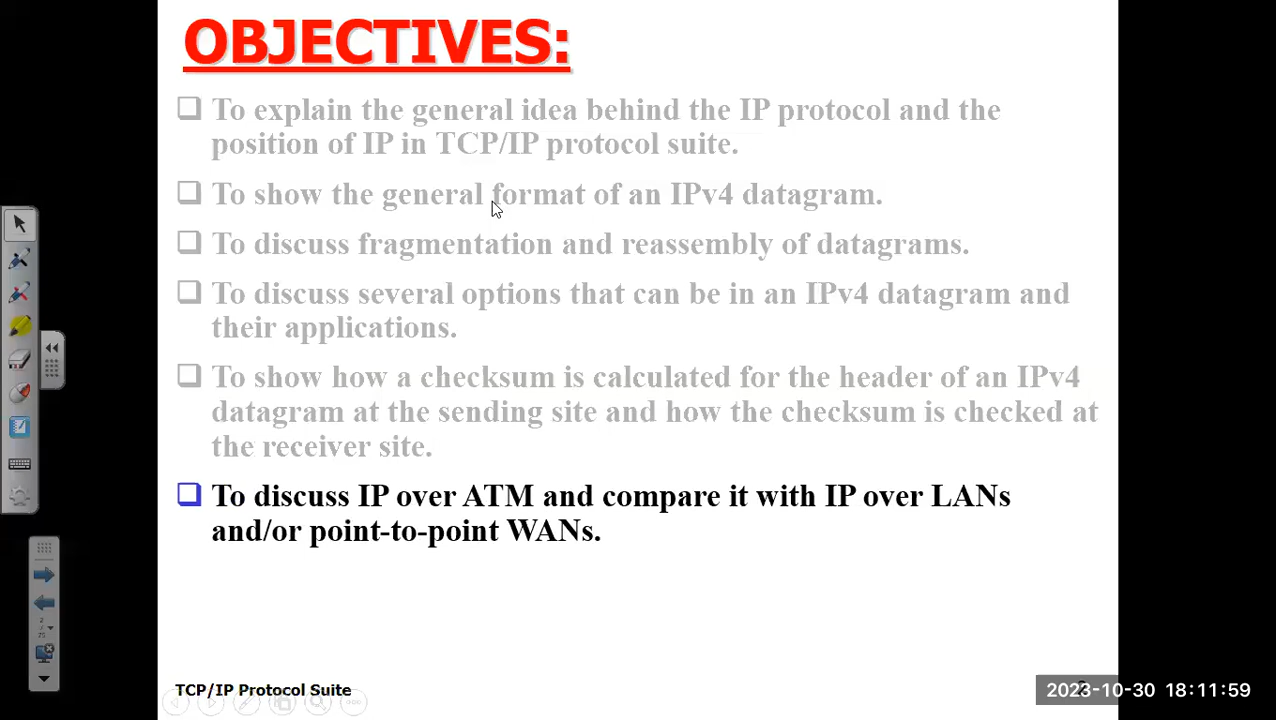 OBJECTIVES:
To explain the general idea behind the IP protocol and the
position of IP in TCP/IP protocol suite.
To show the general format of an IPv4 datagram.
To discuss fragmentation and reassembly of datagrams.
To discuss several options that can be in an IPv4 datagram and
their applications.
To show how a checksum is calculated for the header of an IPv4
datagram at the sending site and how the checksum is checked at
the receiver site.
To discuss IP over ATM and compare it with IP over LANs
and/or point-to-point WANs.
2
/
25
TCP/IP Protocol Suite
2023-10-30 18:11:59